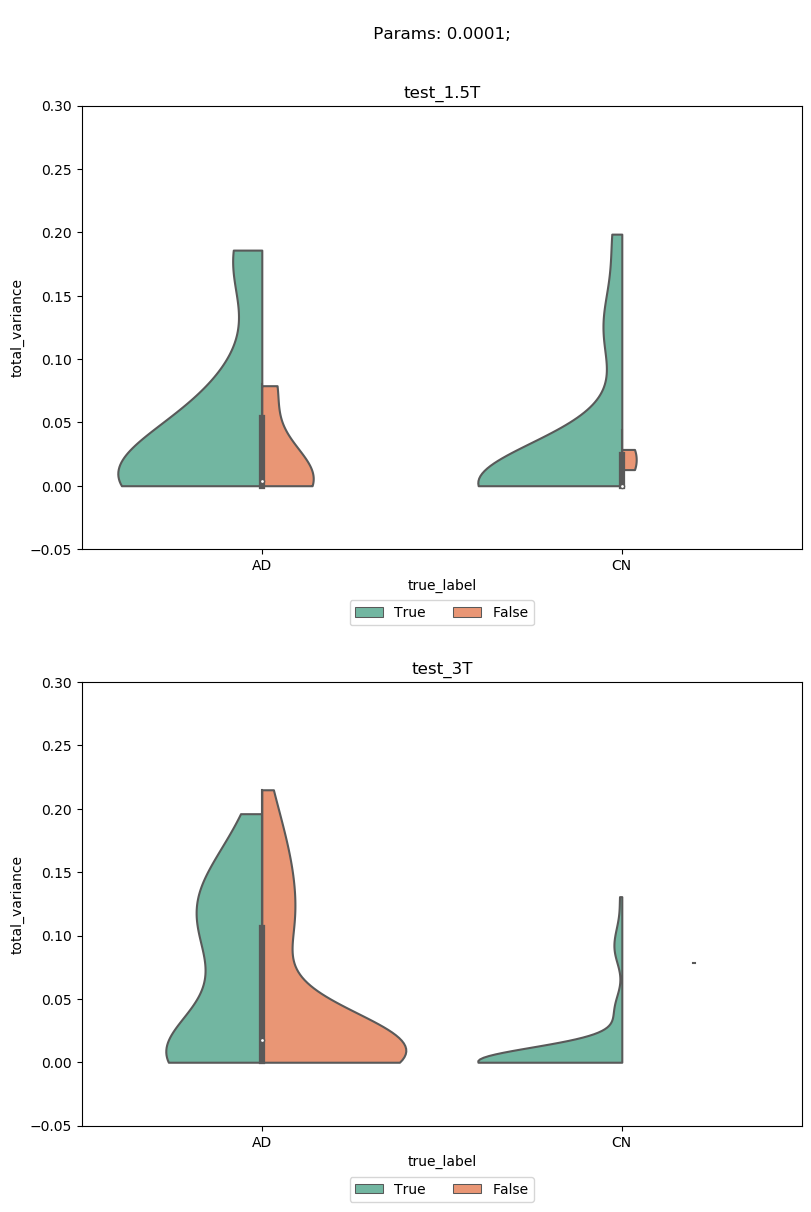 Params: 0.0001;
test_1.5T
0.30
0.25
0.20
0.15
0.10
0.05
0.00
−0.05
total_variance
AD CN
true_label
True False
test_3T
0.30
0.25
0.20
0.15
0.10
0.05
0.00
−0.05
total_variance
AD CN
true_label
True False